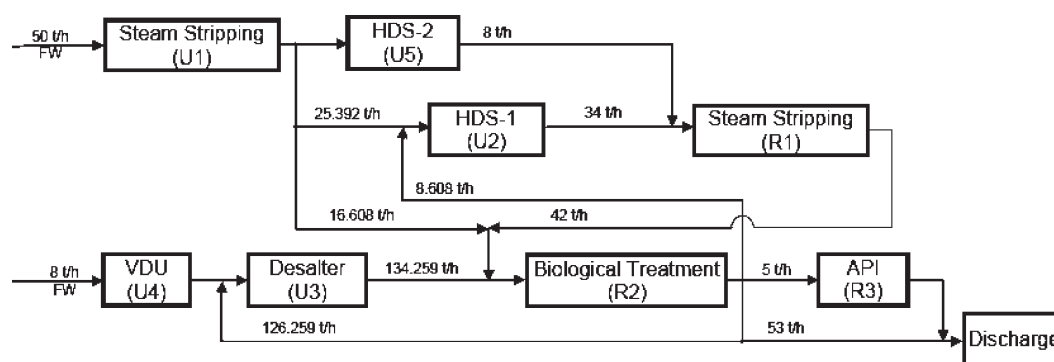 50 t/h
FW
Steam Stripping
(U1)
HDS-2
(U5)
8 t/h
25.392 t/h
HDS-1
(U2)
34 t/h
Steam Stripping
(R1)
8.608 t/h
16.608 t/h
42 t/h
8 t/h
FW
VDU
(U4)
Desalter
(U3)
134.259 t/h
Biological Treatment
(R2)
5 t/h
API
(R3)
126.259 t/h
53 t/h
Discharge